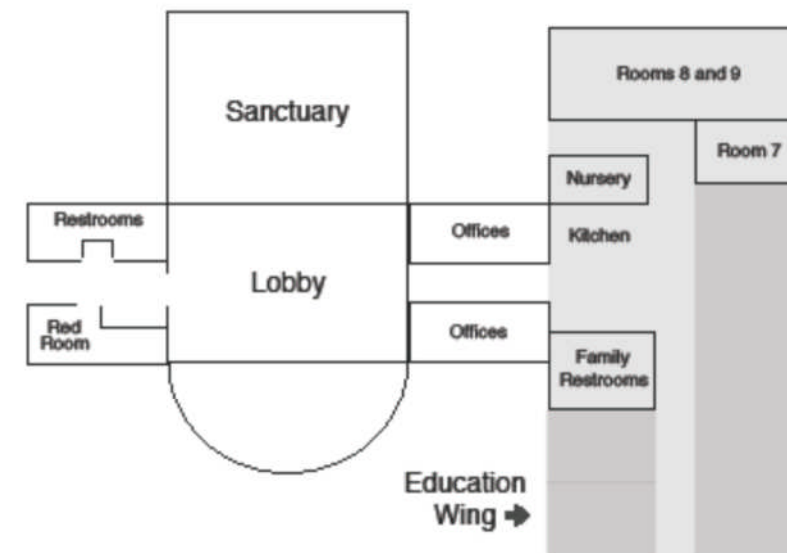 Rooms 8 and 9
Sanctuary
Room 7
Nursery
Restrooms
Offices
Kitchen
Lobby
Red
Room
Offices
Family
Restrooms
Education
Wing